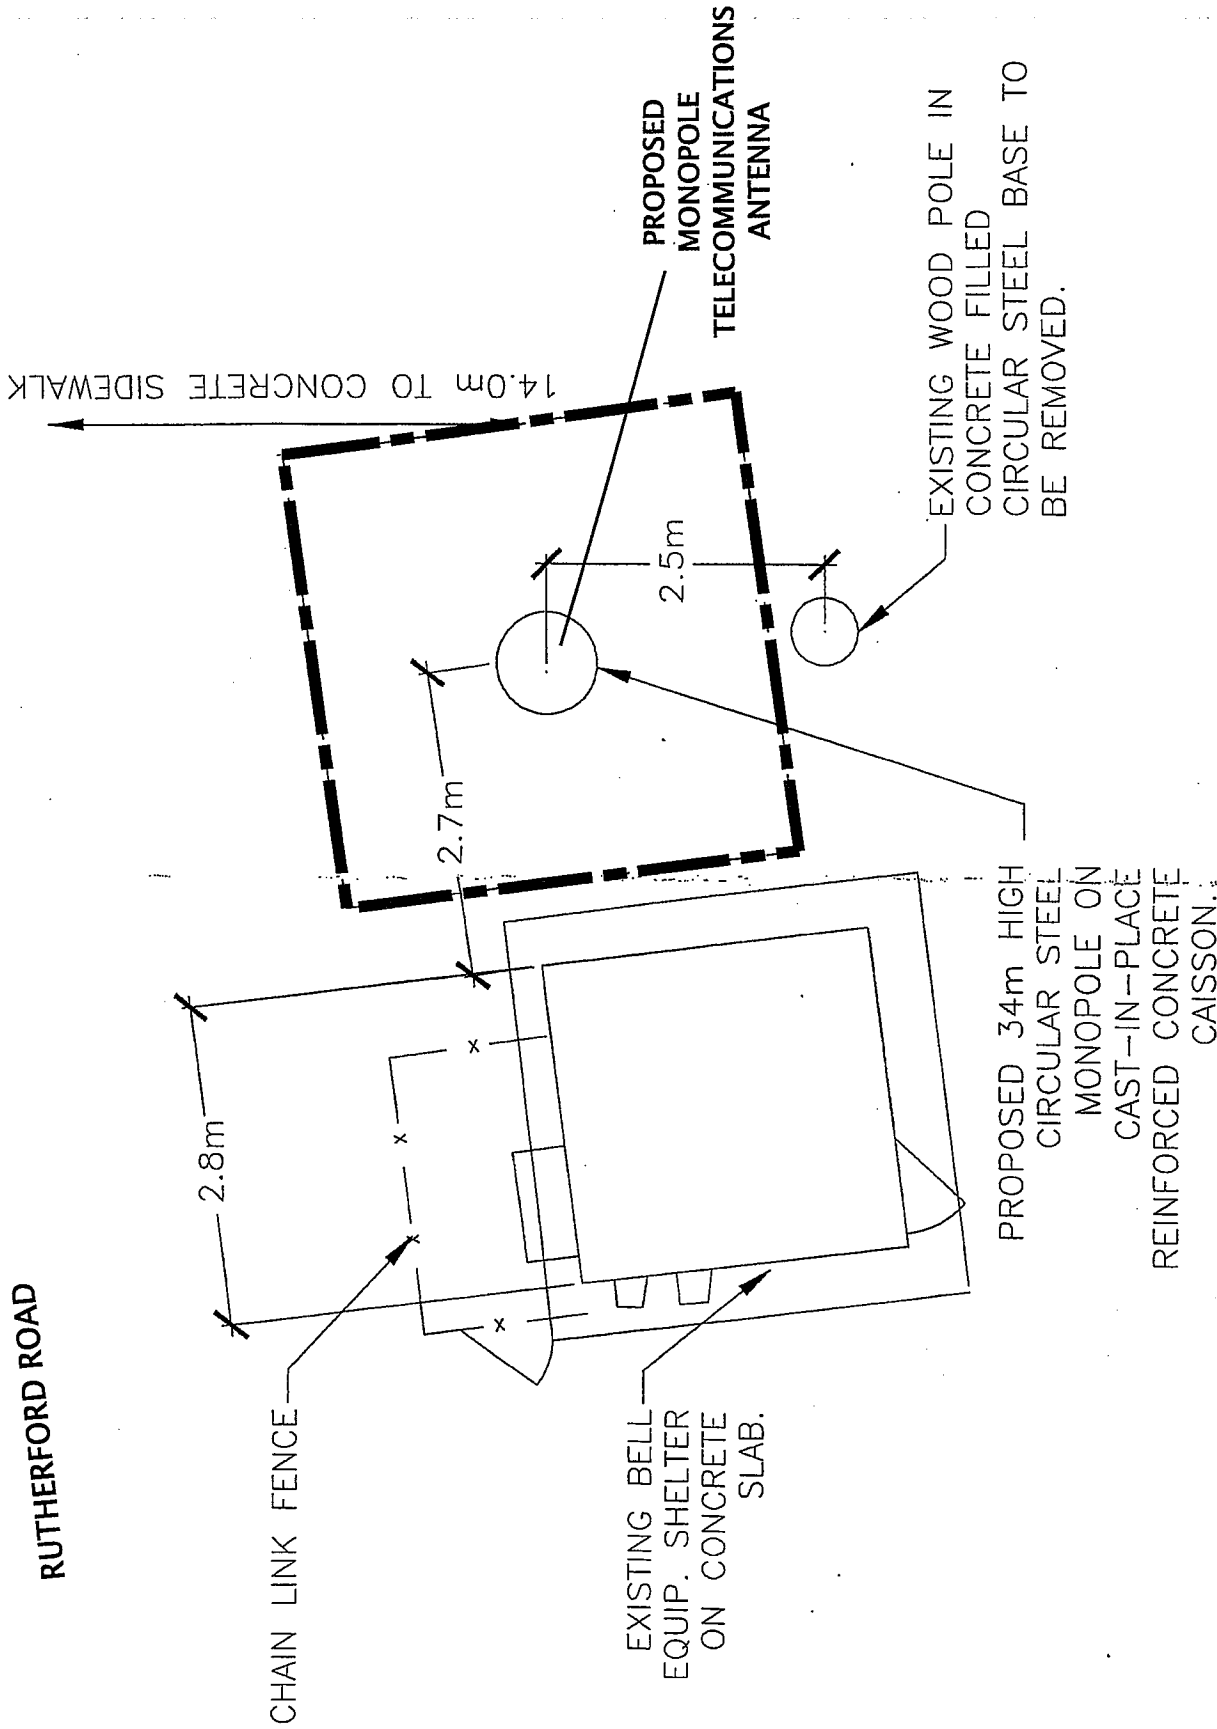 RUTHERFORD ROAD
CHAIN LINK FENCE
2.8m
2.7m
14.0m TO CONCRETE SIDEWALK
PROPOSED
MONOPOLE
TELECOMMUNICATIONS
ANTENNA
2.5m
EXISTING WOOD POLE IN
CONCRETE FILLED
CIRCULAR STEEL BASE TO
BE REMOVED.
EXISTING BELL
EQUIP. SHELTER
ON CONCRETE
SLAB.
PROPOSED 34m HIGH
CIRCULAR STEEL
MONOPOLE ON
CAST-IN-PLACE
REINFORCED CONCRETE
CAISSON.
x
x
x
x